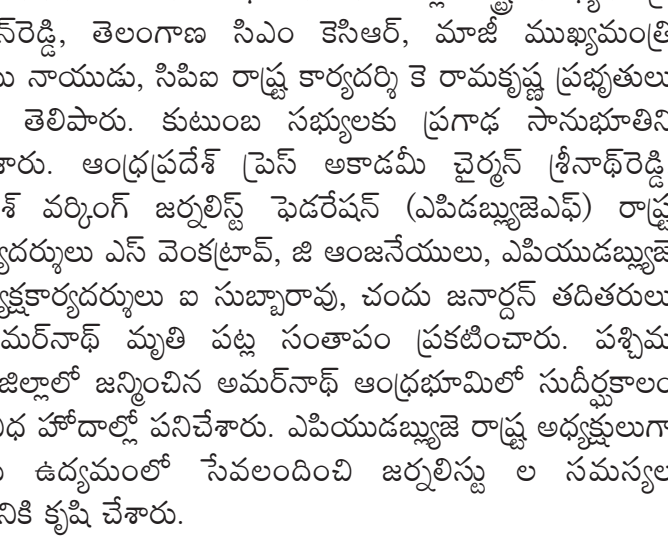 న్‌రెడ్డి, తెలంగాణ సిఎం కెసిఆర్, మాజీ ముఖ్యమంత్రి
నాయుడు, సిపిఐ రాష్ట్ర కార్యదర్శి కె రామకృష్ణ ప్రభృతులు
తెలిపారు. కుటుంబ సభ్యులకు ప్రగాఢ సానుభూతిని
శారు. ఆంధ్రప్రదేశ్ ప్రెస్ అకాడమీ చైర్మన్ శ్రీనాథ్‌రెడ్డి
శ్ వర్కింగ్ జర్నలిస్ట్ ఫెడరేషన్ (ఎపిడబ్ల్యుజెఎఫ్) రాష్ట్ర
్యదర్శులు ఎస్ వెంకట్రావ్, జి ఆంజనేయులు, ఎపియుడబ్ల్యుజె
్యక్షకార్యదర్శులు ఐ సుబ్బారావు, చందు జనార్దన్ తదితరులు
మర్‌నాథ్ మృతి పట్ల సంతాపం ప్రకటించారు. పశ్చిమ
జిల్లాలో జన్మించిన అమర్‌నాథ్ ఆంధ్రభూమిలో సుదీర్ఘకాలం
విధ హోదాల్లో పనిచేశారు. ఎపియుడబ్ల్యుజె రాష్ట్ర అధ్యక్షులుగా
ఉద్యమంలో సేవలందించి జర్నలిస్టు ల సమస్యల
నికి కృషి చేశారు.